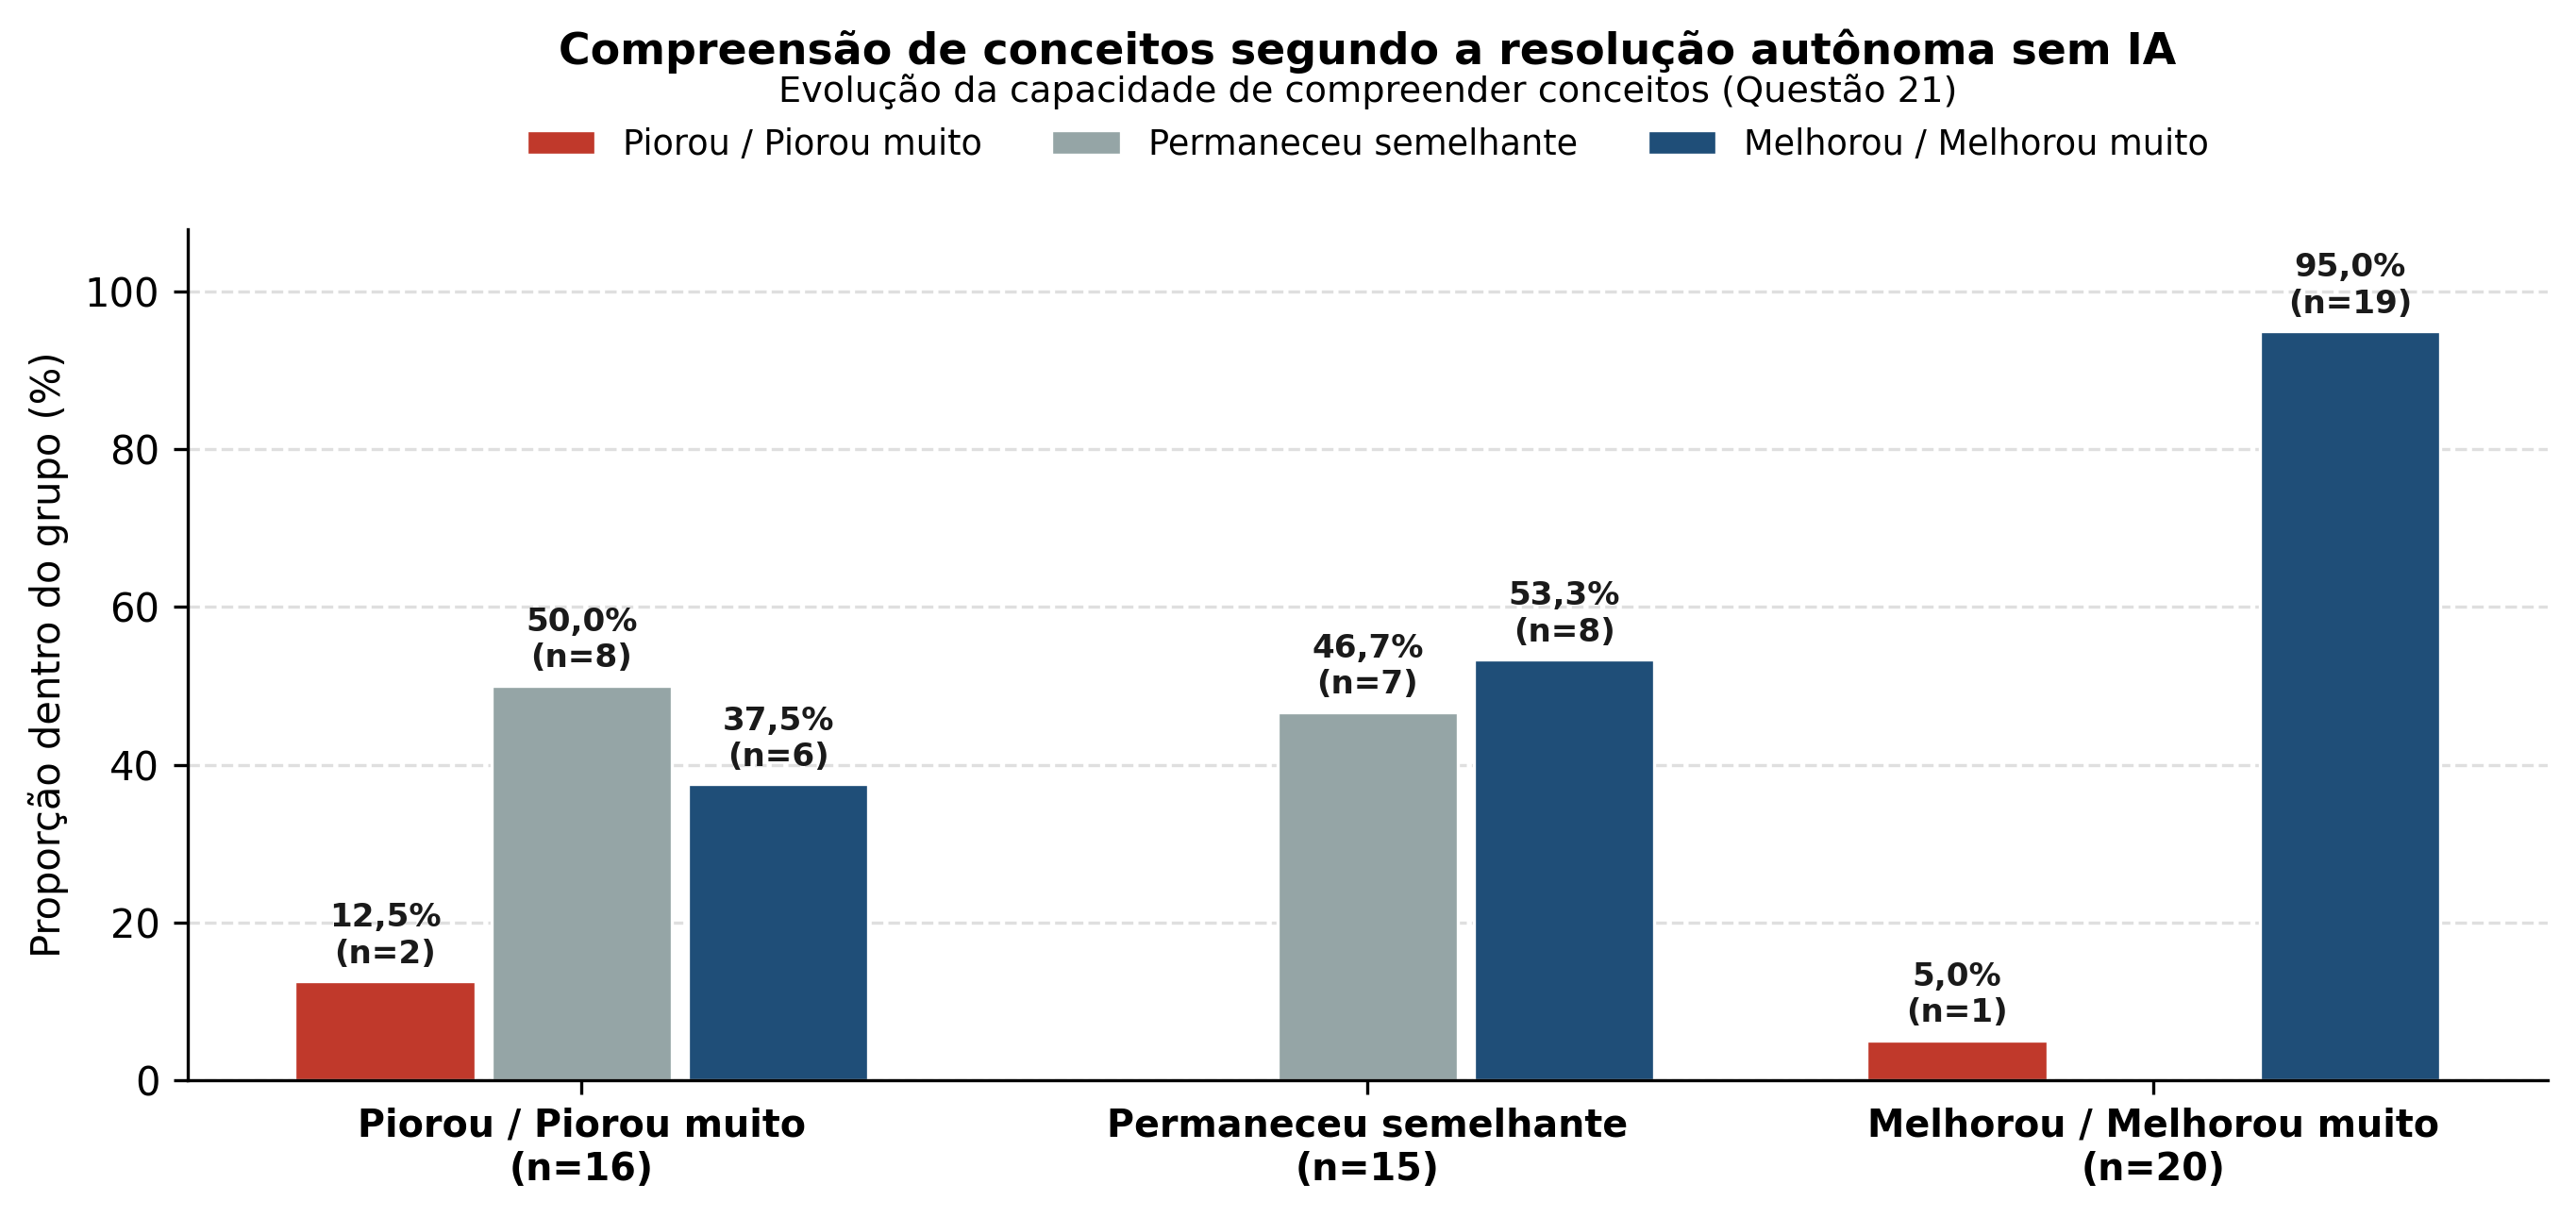 Compreensão de conceitos segundo a resolução autônoma sem IA
Evolução da capacidade de compreender conceitos (Questão 21)
Piorou / Piorou muito
Permaneceu semelhante
Melhorou / Melhorou muito
Proporção dentro do grupo (%)
100
80
60
40
20
0
12,5%
(n=2)
50,0%
(n=8)
37,5%
(n=6)
46,7%
(n=7)
53,3%
(n=8)
5,0%
(n=1)
95,0%
(n=19)
Piorou / Piorou muito
(n=16)
Permaneceu semelhante
(n=15)
Melhorou / Melhorou muito
(n=20)